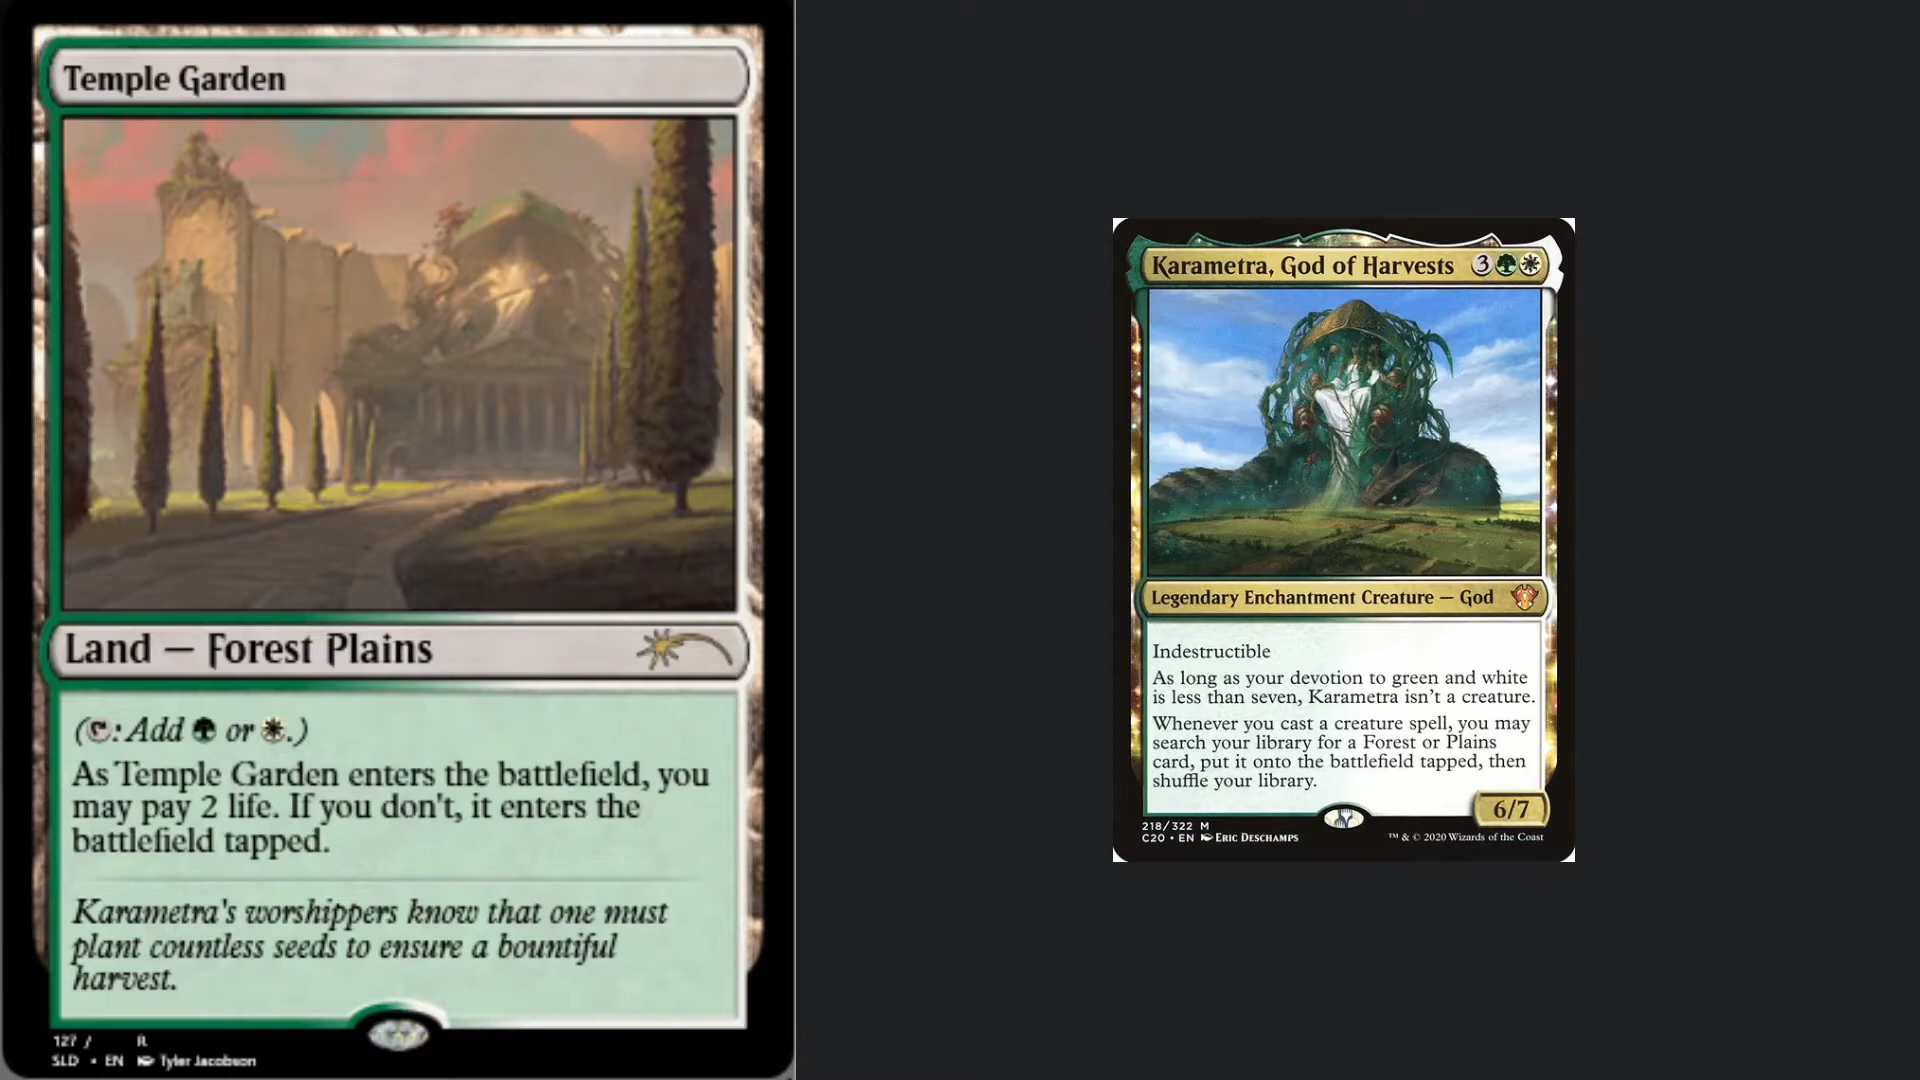 Temple Garden
Land — Forest Plains
(T: Add or .)
As Temple Garden enters the battlefield, you
may pay 2 life. If you don't, it enters the
battlefield tapped.
Karametra's worshippers know that one must
plant countless seeds to ensure a bountiful
harvest.
127 / R
SLD • EN Tyler Jacobson
Karametra, God of Harvests 3
Legendary Enchantment Creature — God
Indestructible
As long as your devotion to green and white
is less than seven, Karametra isn't a creature.
Whenever you cast a creature spell, you may
search your library for a Forest or Plains
card, put it onto the battlefield tapped, then
shuffle your library.
6/7
218/322 M
C20 • EN Eric Deschamps
™ & © 2020 Wizards of the Coast